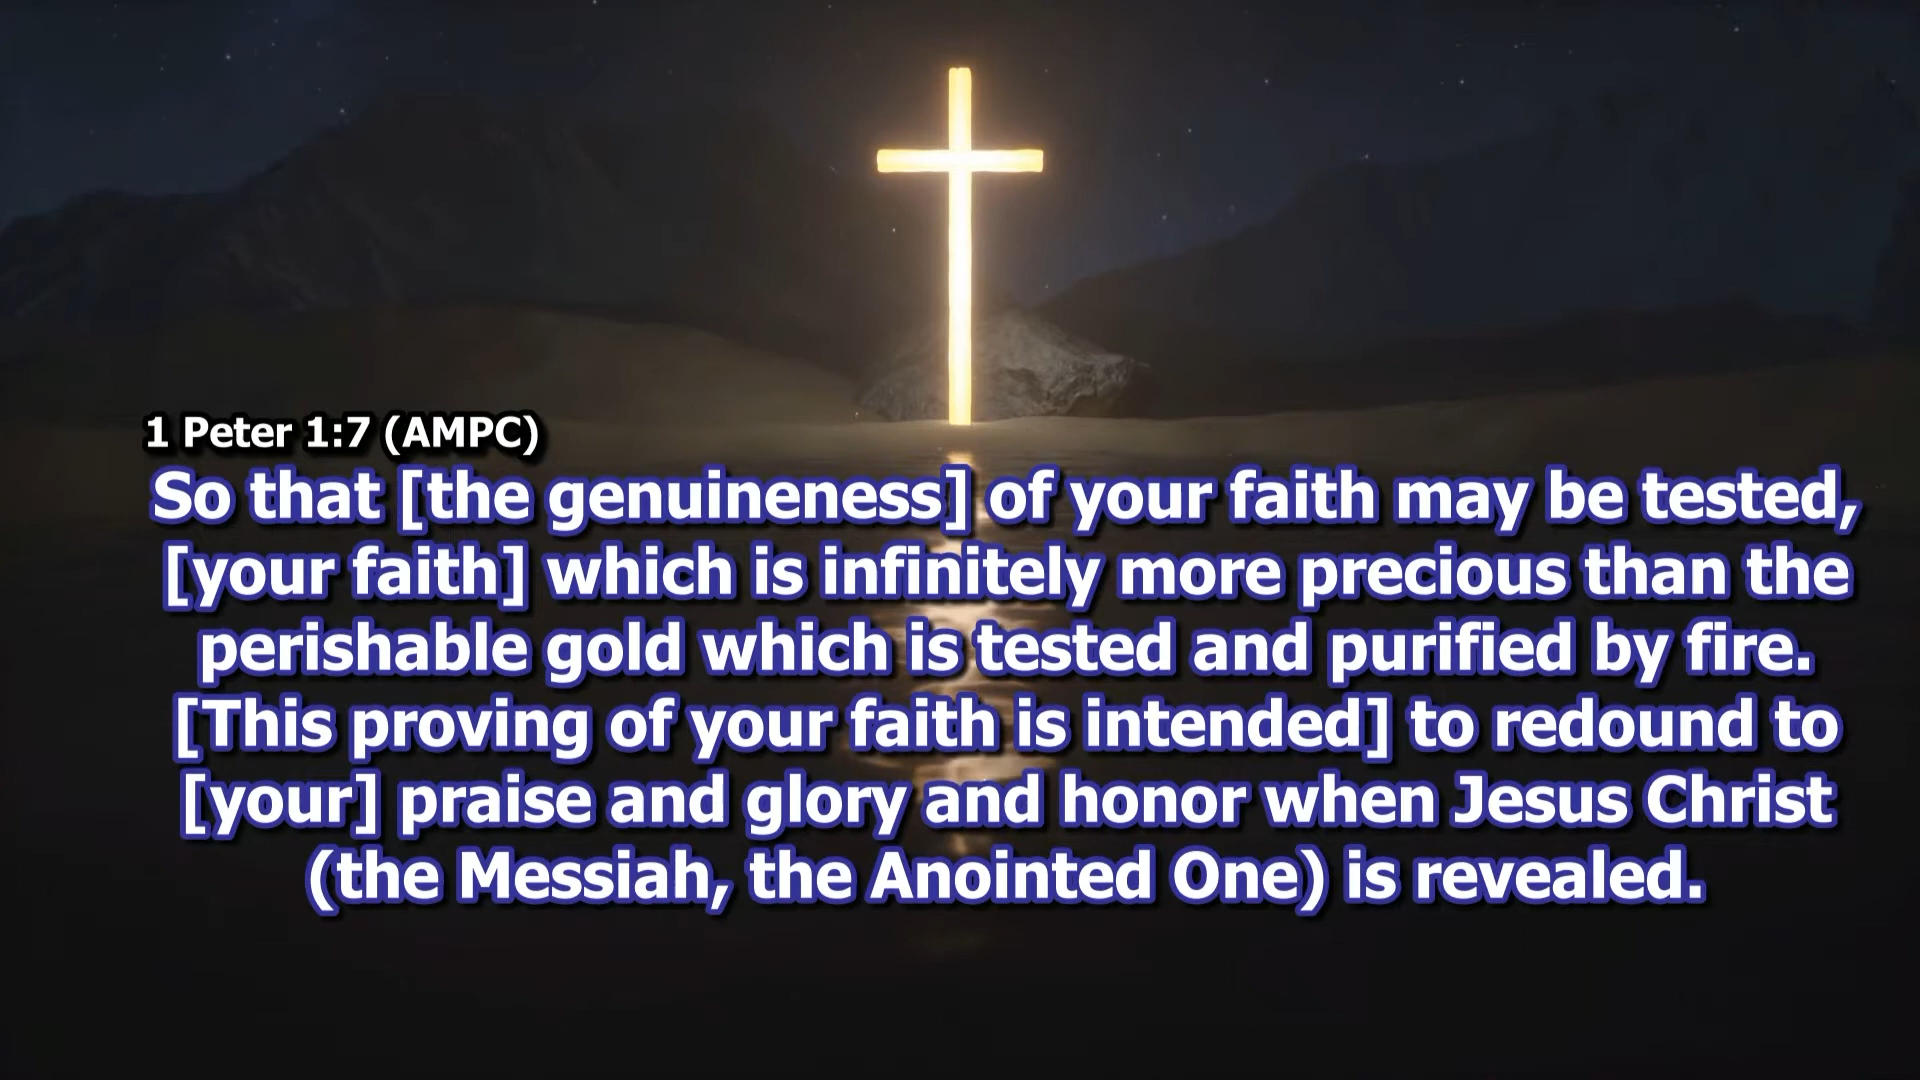 1 Peter 1:7 (AMPC)
So that [the genuineness] of your faith may be tested,
[your faith] which is infinitely more precious than the
perishable gold which is tested and purified by fire.
[This proving of your faith is intended] to redound to
[your] praise and glory and honor when Jesus Christ
(the Messiah, the Anointed One) is revealed.